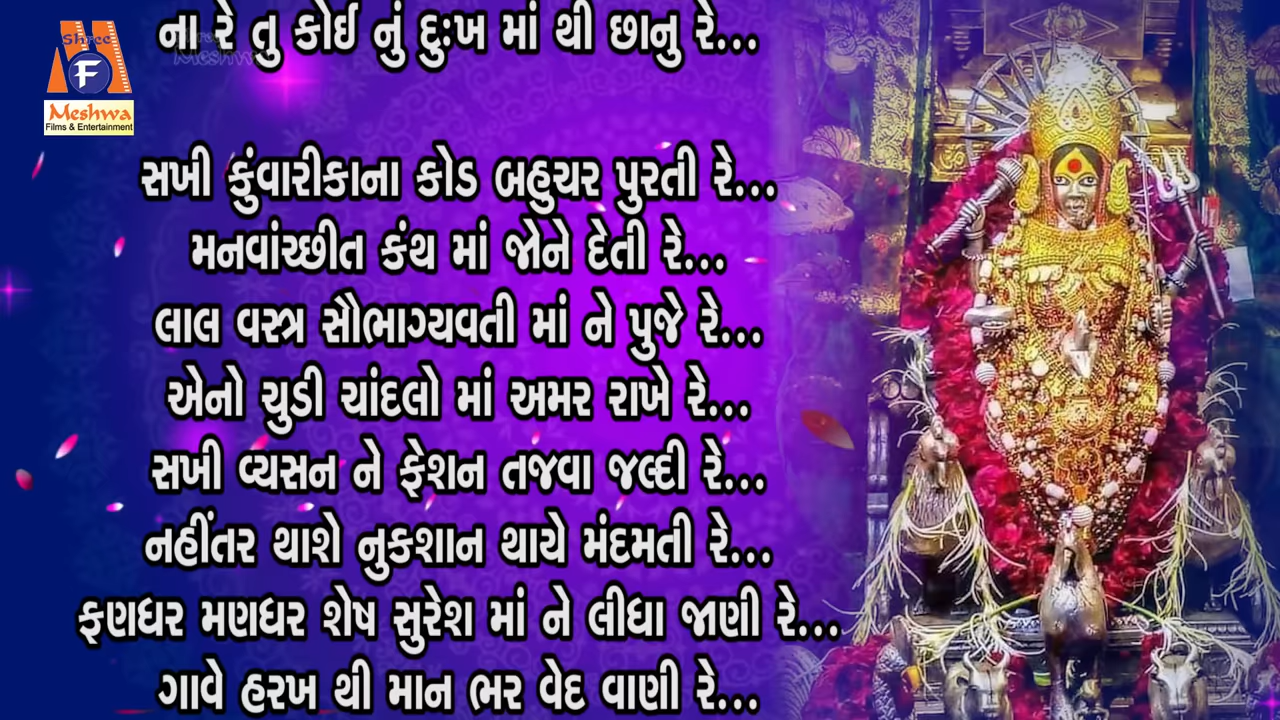 Shree
F
Meshwa
Films & Entertainment
ના રે તુ કોઈ નું દુઃખ માં થી છાનુ રે...
સખી કુંવારીકાના કોડ બહુચર પુરતી રે...
મનવાંચ્છીત કંથ માં જોને દેતી રે...
લાલ વસ્ત્ર સૌભાગ્યવતી માં ને પુજે રે...
એનો ચુડી ચાંદલો માં અમર રાખે રે...
સખી વ્યસન ને ફેશન તજવા જલ્દી રે...
નહીંતર થાશે નુકશાન થાયે મંદમતી રે...
ફણધર મણધર શેષ સુરેશ માં ને લીધા જાણી રે...
ગાવે હરખ થી માન ભર વેદ વાણી રે...